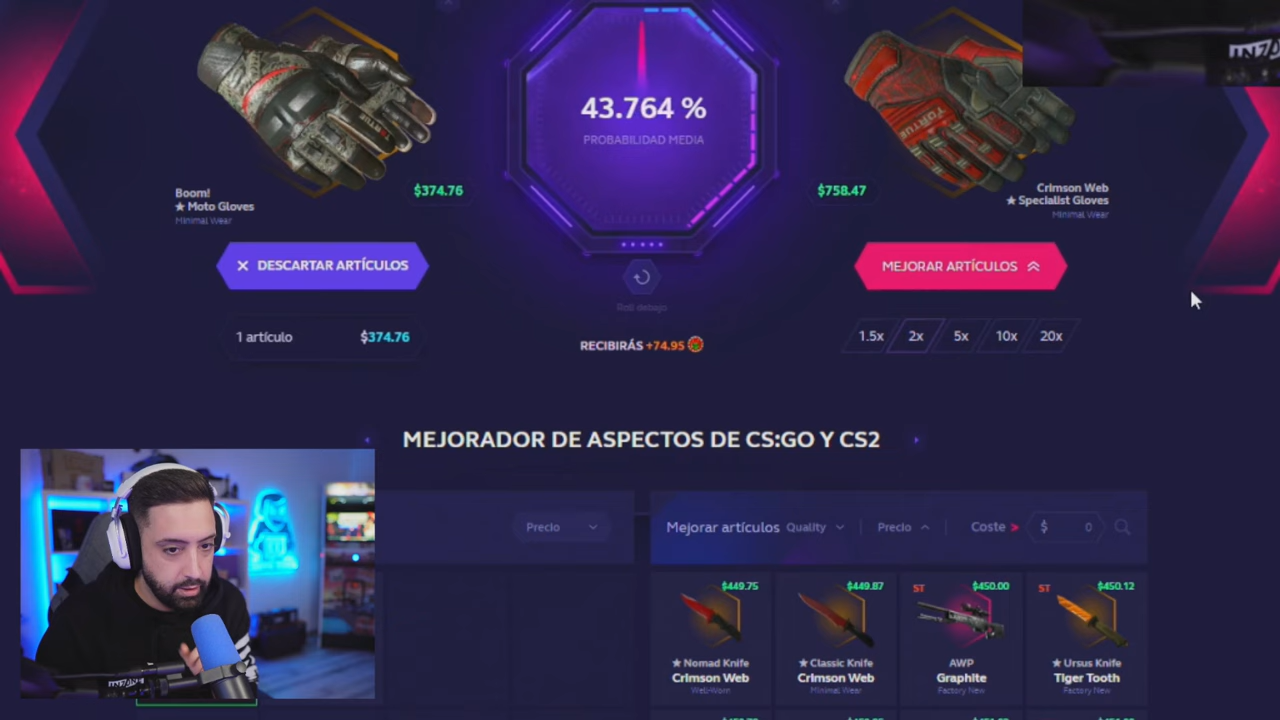 43.764 %
PROBABILIDAD MEDIA
Boom!
★ Moto Gloves
Minimal Wear
$374.76
$758.47
Crimson Web
★ Specialist Gloves
Minimal Wear
✕ DESCARTAR ARTÍCULOS
MEJORAR ARTÍCULOS
Roll debajo
1 artículo
$374.76
RECIBIRÁS +74.95
1.5x
2x
5x
10x
20x
MEJORADOR DE ASPECTOS DE CS:GO Y CS2
Precio
Mejorar artículos
Quality
Precio
Coste >
$ 0
$449.75
★ Nomad Knife
Crimson Web
Well-Worn
$449.87
★ Classic Knife
Crimson Web
Minimal Wear
ST
$450.00
AWP
Graphite
Factory New
ST
$450.12
★ Ursus Knife
Tiger Tooth
Factory New